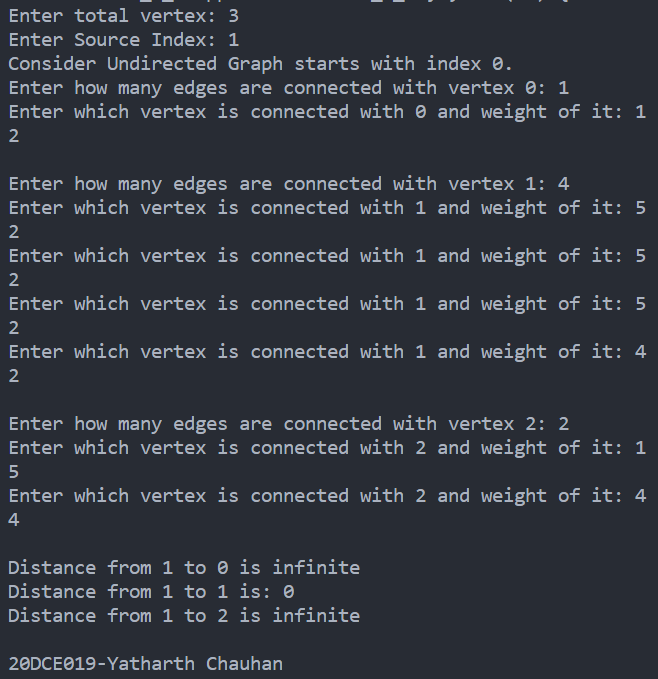 Enter total vertex: 3
Enter Source Index: 1
Consider Undirected Graph starts with index 0.
Enter how many edges are connected with vertex 0: 1
Enter which vertex is connected with 0 and weight of it: 1
2
Enter how many edges are connected with vertex 1: 4
Enter which vertex is connected with 1 and weight of it: 5
2
Enter which vertex is connected with 1 and weight of it: 5
2
Enter which vertex is connected with 1 and weight of it: 5
2
Enter which vertex is connected with 1 and weight of it: 4
2
Enter how many edges are connected with vertex 2: 2
Enter which vertex is connected with 2 and weight of it: 1
5
Enter which vertex is connected with 2 and weight of it: 4
4
Distance from 1 to 0 is infinite
Distance from 1 to 1 is: 0
Distance from 1 to 2 is infinite
20DCE019-Yatharth Chauhan